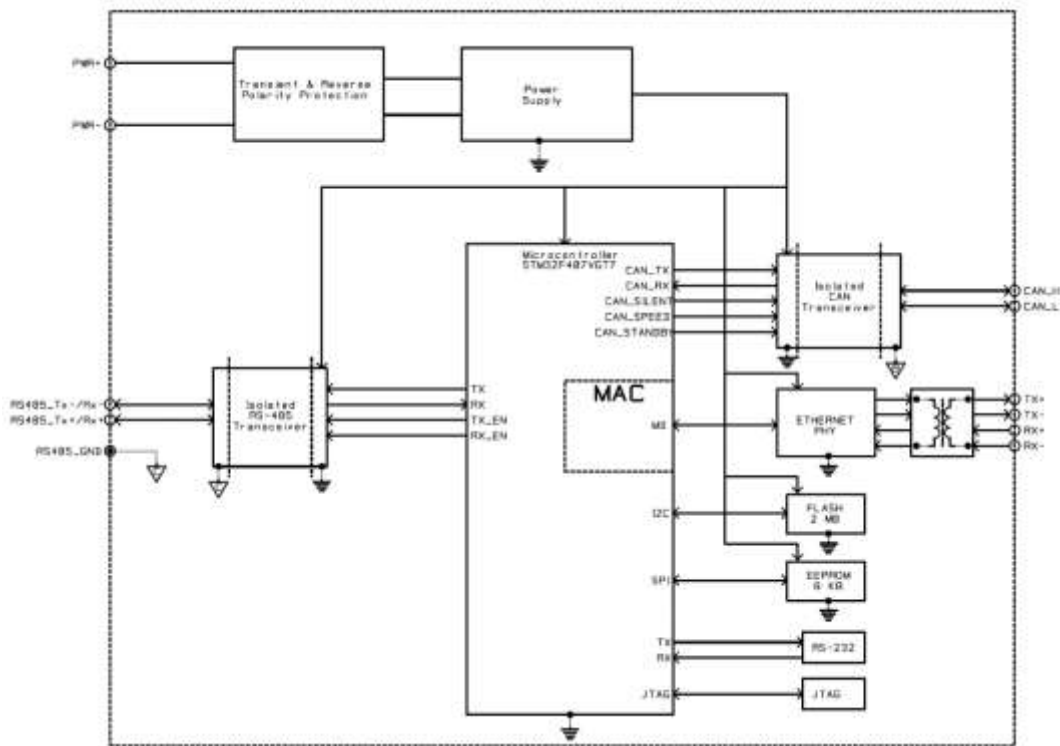 PWR+
Transient & Reverse
Polarity Protection
Power
Supply
PWR-
Microcontroller
STM32F407VGT7
CAN_TX
CAN_RX
CAN_SILENT
CAN_SPEED
CAN_STANDBY
Isolated
CAN
Transceiver
CAN_H
CAN_L
RS485_Tx-/Rx-
RS485_Tx+/Rx+
RS485_GND
Isolated
RS-485
Transceiver
TX
RX
TX_EN
RX_EN
MAC
ETHERNET
PHY
TX+
TX-
RX+
RX-
I2C
FLASH
2 MB
SPI
EEPROM
Tx
Rx
RS-232
JTAG
JTAG